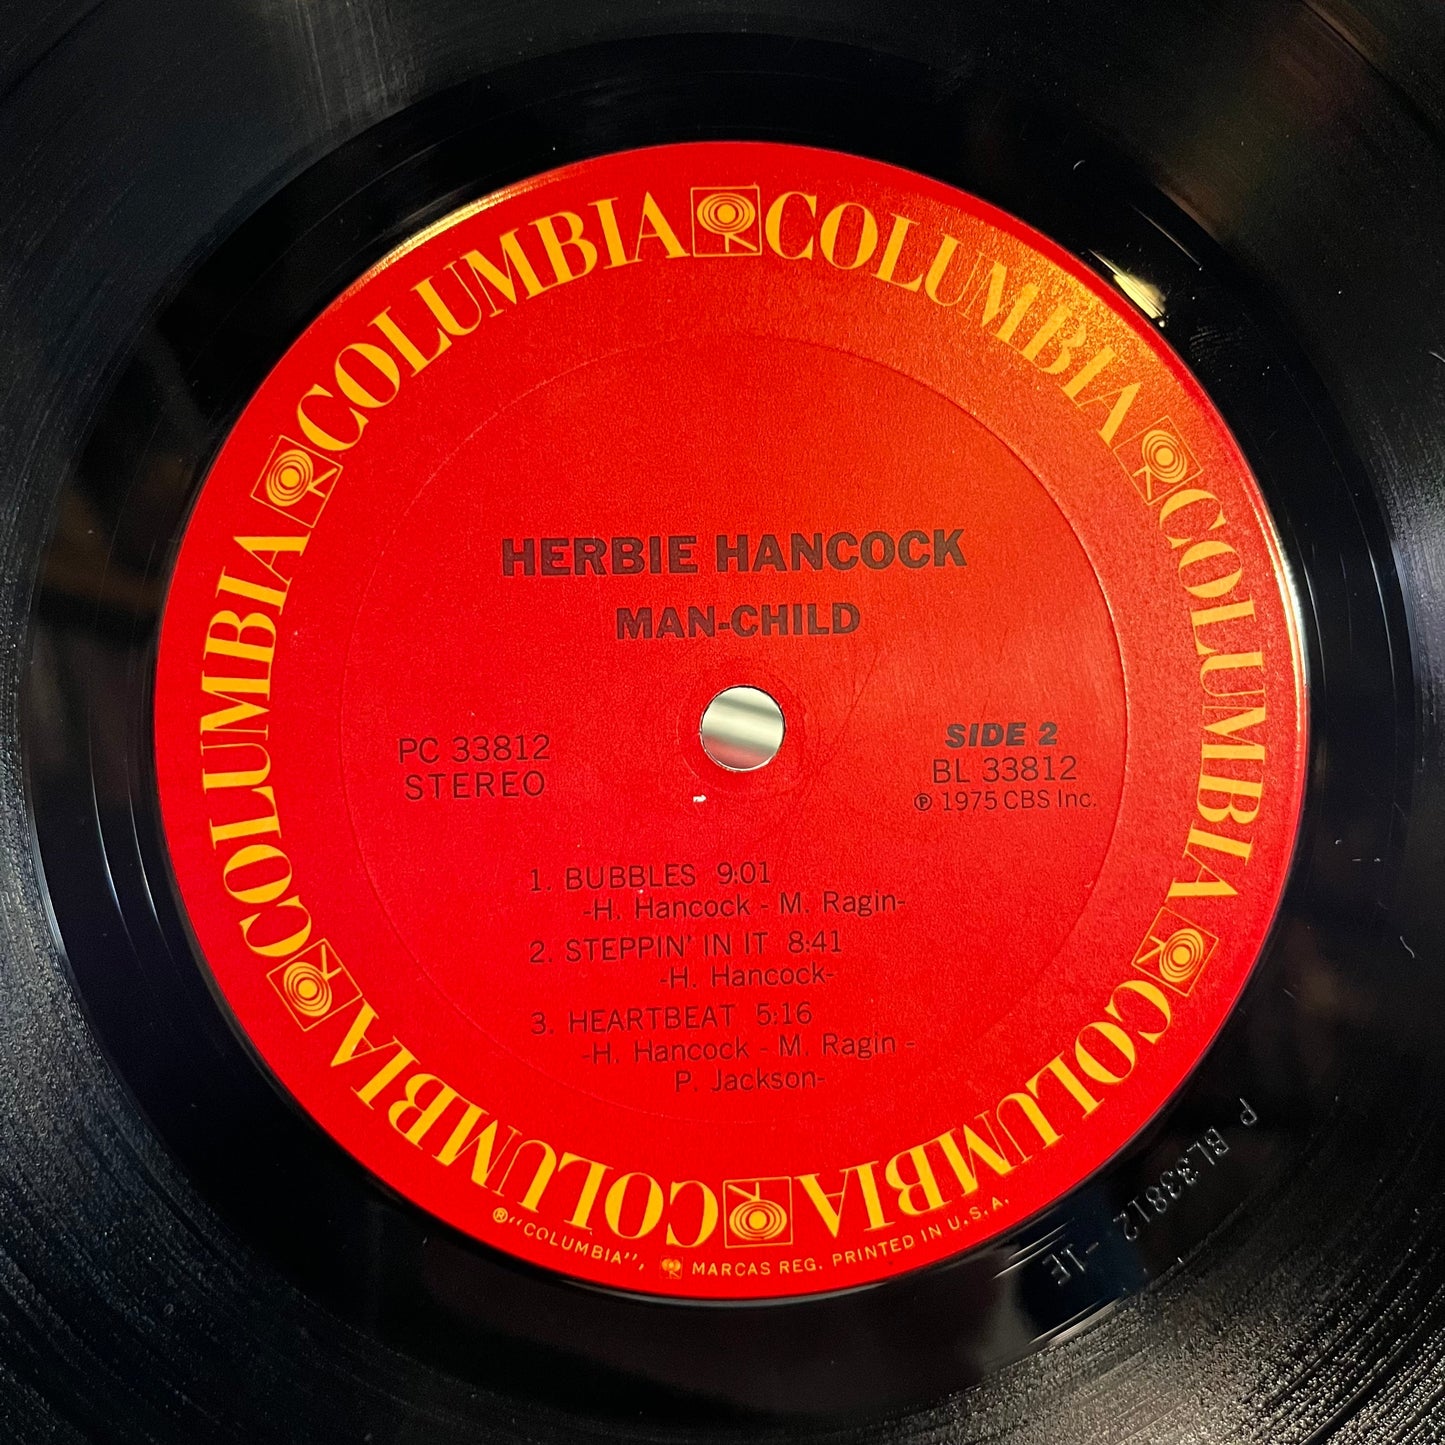 COLUMBIA COLUMBIA COLUMBIA COLUMBIA COLUMBIA COLUMBIA
HERBIE HANCOCK
MAN-CHILD
PC 33812
STEREO
SIDE 2
BL 33812
℗ 1975 CBS Inc.
1. BUBBLES 9:01
-H. Hancock - M. Ragin-
2. STEPPIN' IN IT 8:41
-H. Hancock-
3. HEARTBEAT 5:16
-H. Hancock - M. Ragin -
P. Jackson-
®"COLUMBIA", MARCAS REG. PRINTED IN U.S.A.
P BL33812 -1E